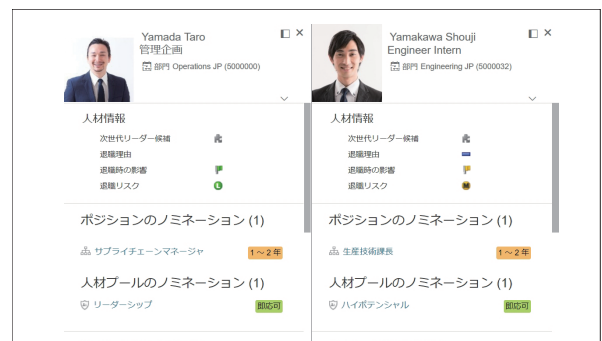 Yamada Taro
管理企画
部門 Operations JP (5000000)
人材情報
次世代リーダー候補
退職理由
退職時の影響
退職リスク L
ポジションのノミネーション (1)
サプライチェーンマネージャ 1～2年
人材プールのノミネーション (1)
リーダーシップ 即応可
Yamakawa Shouji
Engineer Intern
部門 Engineering JP (5000032)
人材情報
次世代リーダー候補
退職理由
退職時の影響
退職リスク M
ポジションのノミネーション (1)
生産技術課長 1～2年
人材プールのノミネーション (1)
ハイポテンシャル 即応可